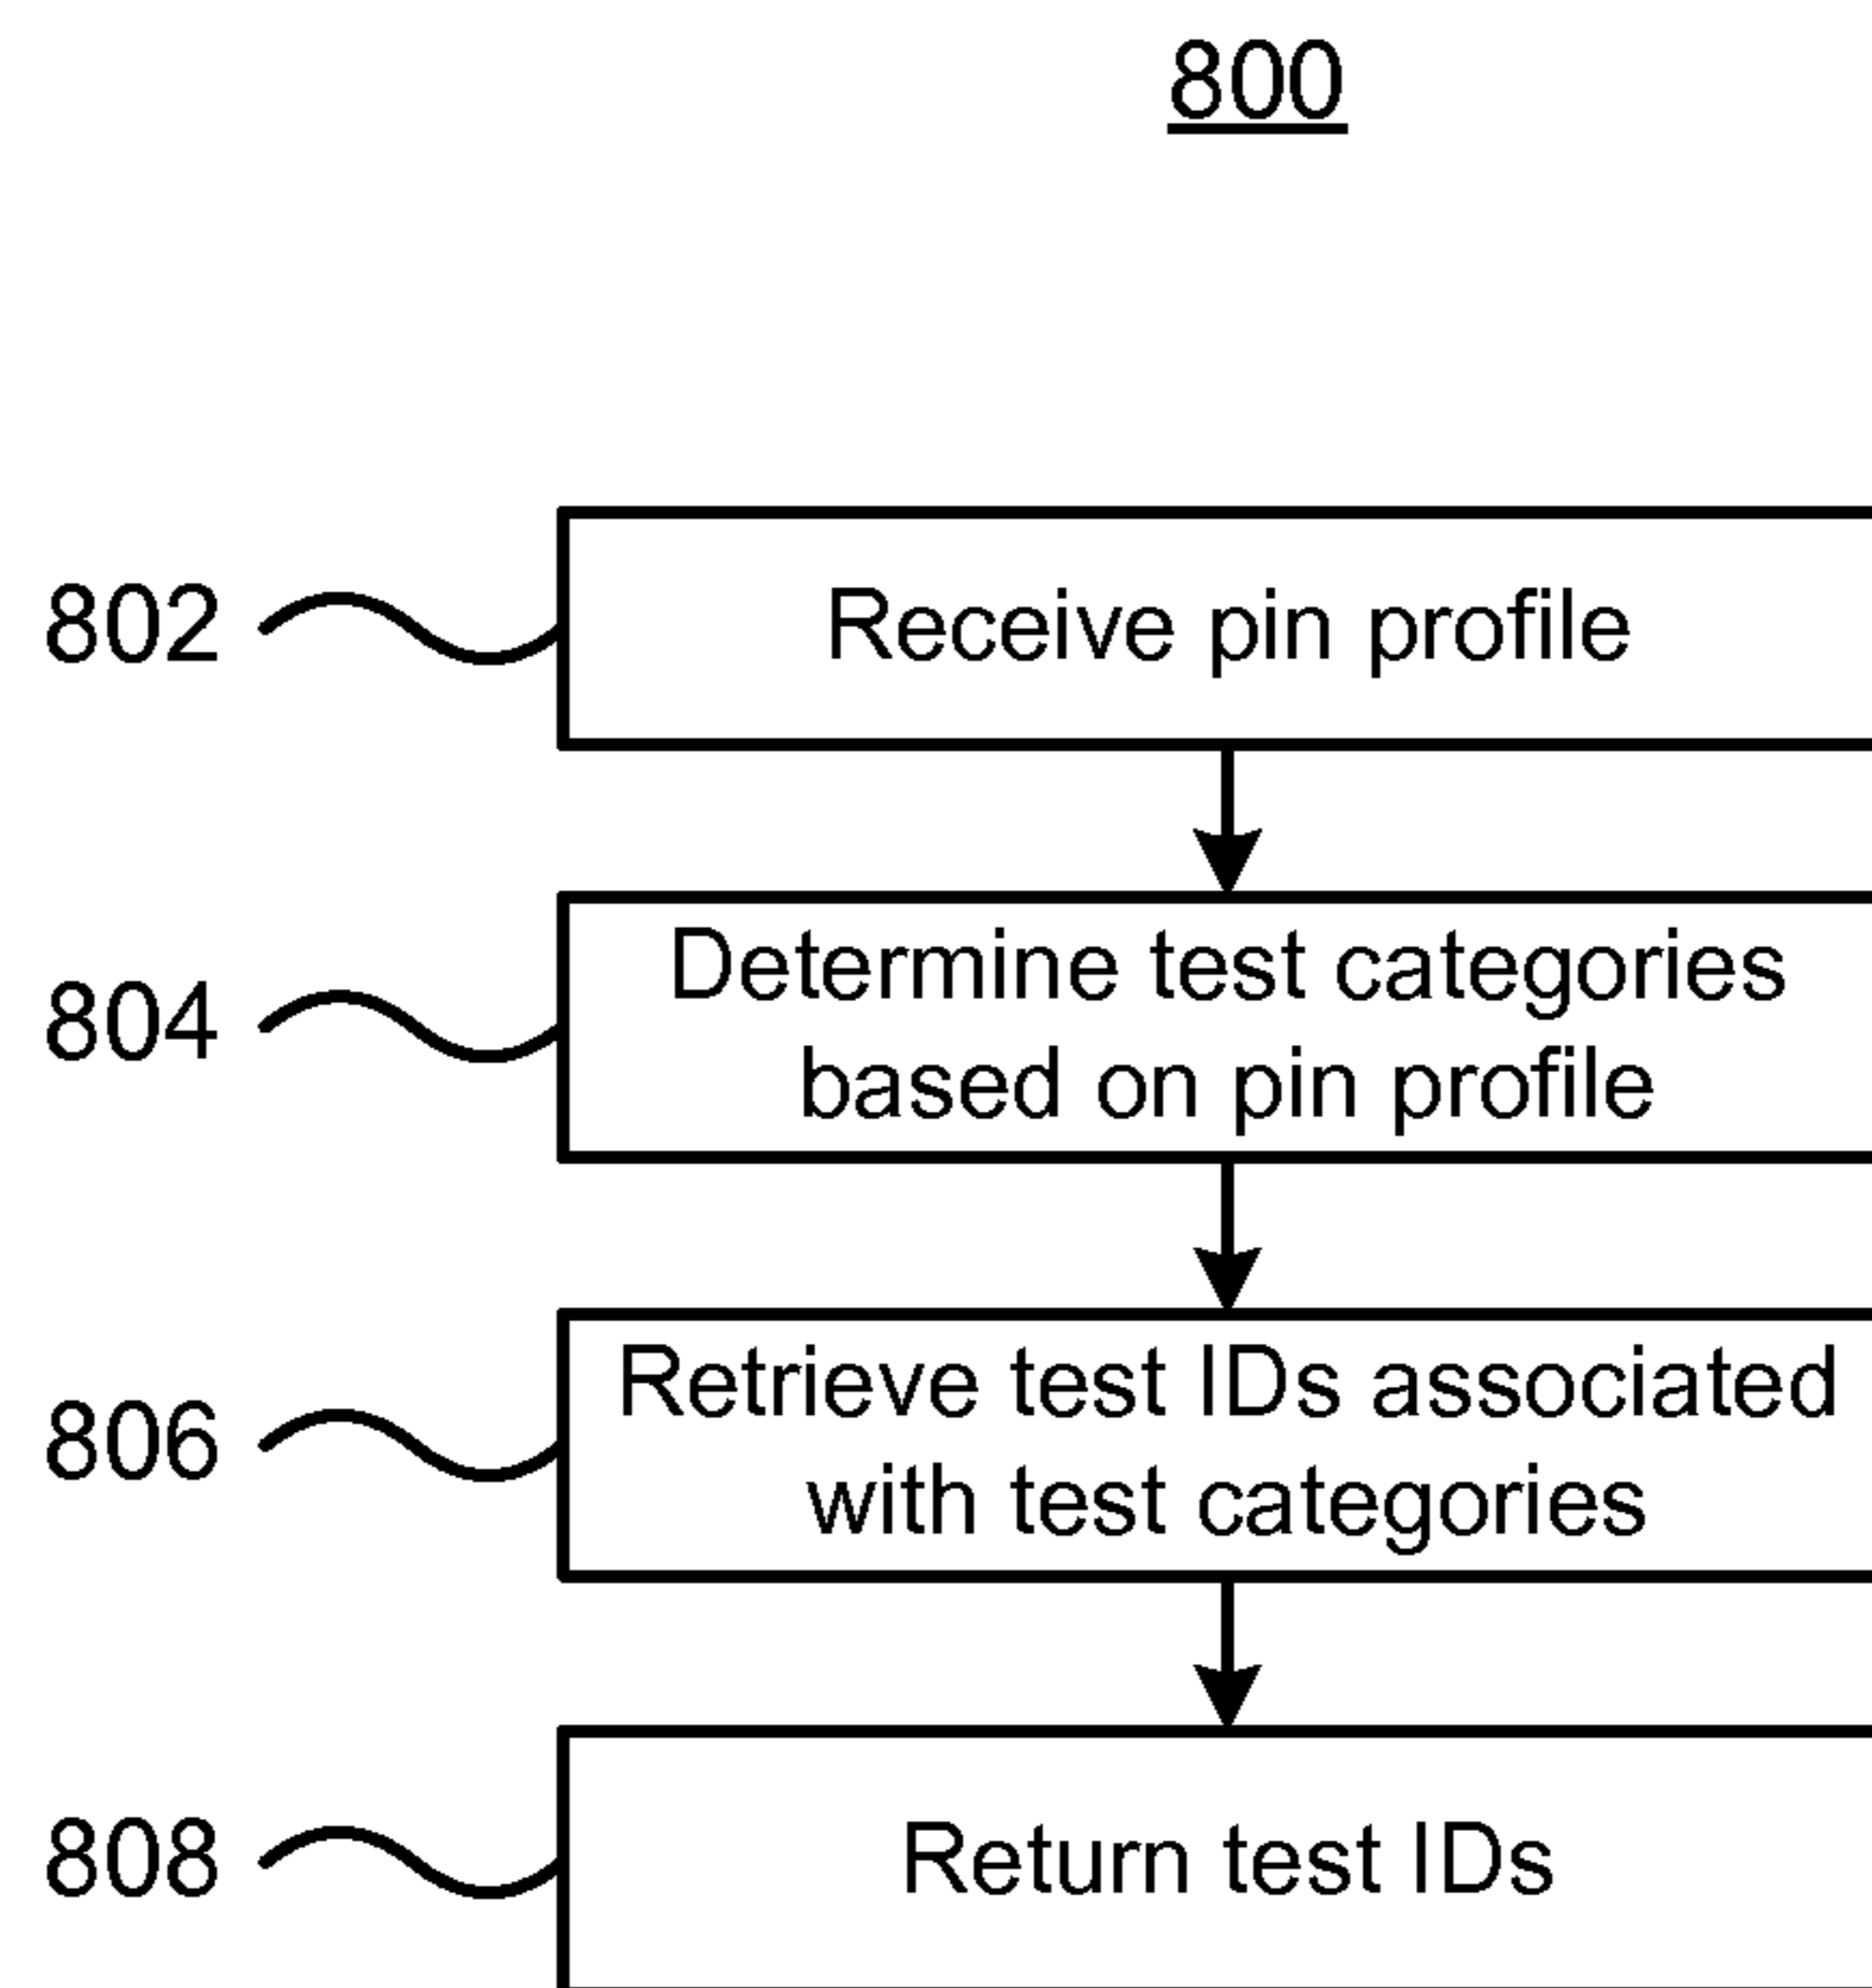 800
802
Receive pin profile
804
Determine test categories
based on pin profile
806
Retrieve test IDs associated
with test categories
808
Return test IDs